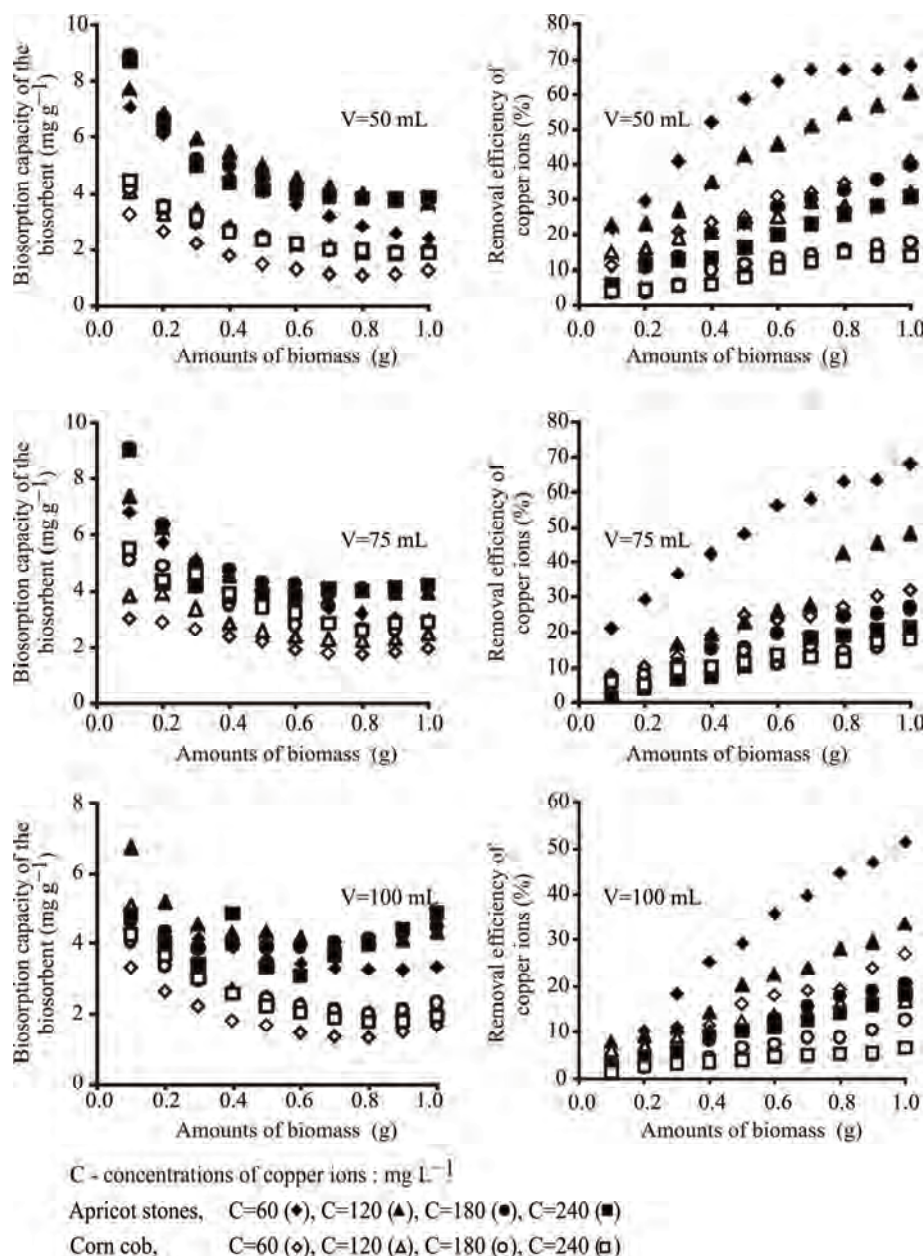 Biosorption capacity of the
biosorbent (mg g−1)
10
8
6
4
2
0
0.0 0.2 0.4 0.6 0.8 1.0
Amounts of biomass (g)
V=50 mL
Removal efficiency of
copper ions (%)
80
70
60
50
40
30
20
10
0
0.0 0.2 0.4 0.6 0.8 1.0
Amounts of biomass (g)
V=50 mL
Biosorption capacity of the
biosorbent (mg g−1)
10
8
6
4
2
0
0.0 0.2 0.4 0.6 0.8 1.0
Amounts of biomass (g)
V=75 mL
Removal efficiency of
copper ions (%)
80
70
60
50
40
30
20
10
0
0.0 0.2 0.4 0.6 0.8 1.0
Amounts of biomass (g)
V=75 mL
Biosorption capacity of the
biosorbent (mg g−1)
8
6
4
2
0
0.0 0.2 0.4 0.6 0.8 1.0
Amounts of biomass (g)
V=100 mL
Removal efficiency of
copper ions (%)
60
50
40
30
20
10
0
0.0 0.2 0.4 0.6 0.8 1.0
Amounts of biomass (g)
V=100 mL
C - concentrations of copper ions : mg L−1
Apricot stones, C=60 (◆), C=120 (▲), C=180 (●), C=240 (■)
Corn cob, C=60 (◇), C=120 (△), C=180 (○), C=240 (□)